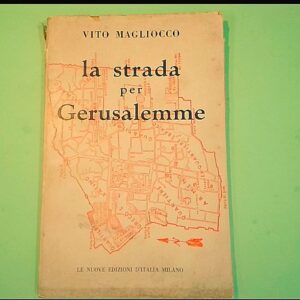 VITO MAGLIOCCO
la strada
per
Gerusalemme
LE NUOVE EDIZIONI D'ITALIA MILANO